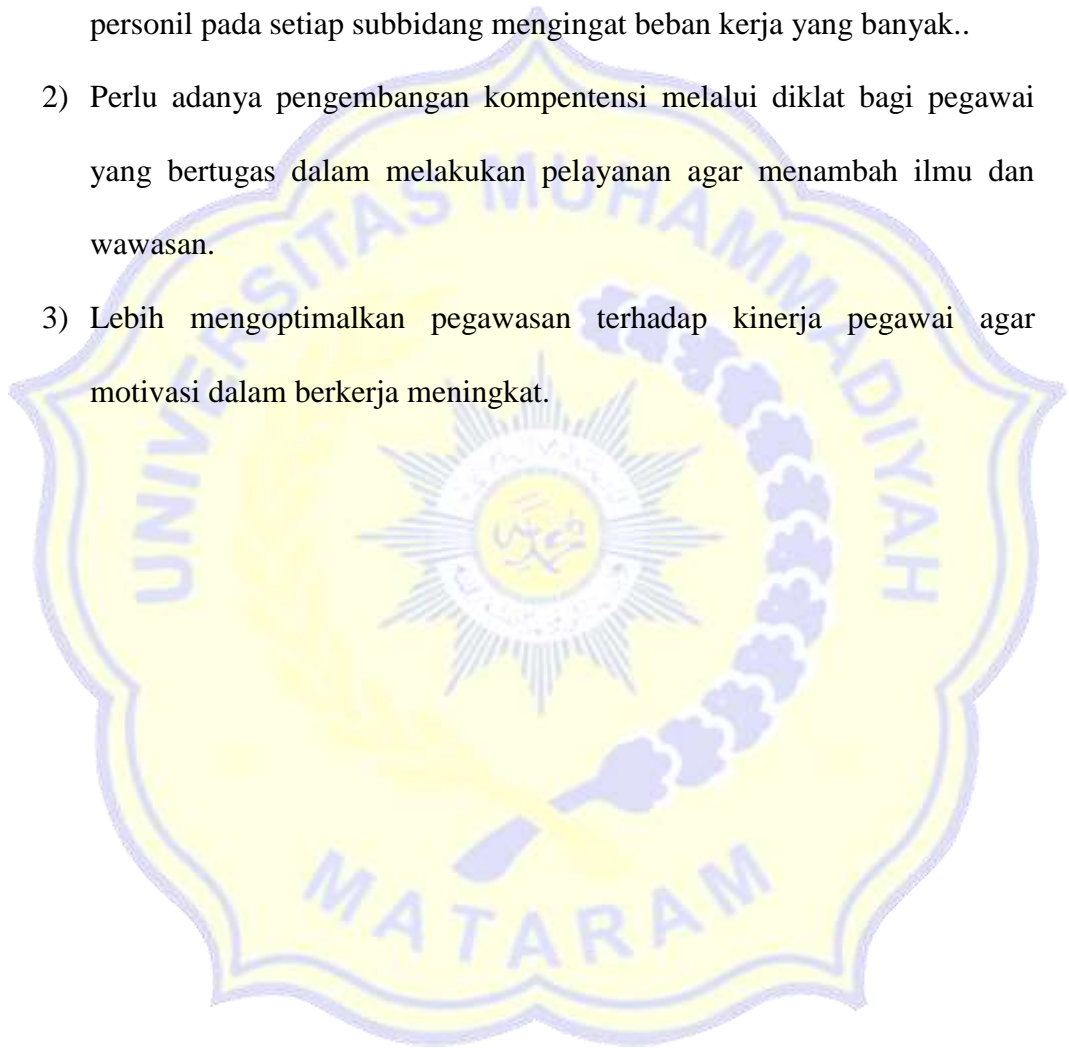 personil pada setiap subbidang mengingat beban kerja yang banyak..
2) Perlu adanya pengembangan kompentensi melalui diklat bagi pegawai
yang bertugas dalam melakukan pelayanan agar menambah ilmu dan
wawasan.
3) Lebih mengoptimalkan pegawasan terhadap kinerja pegawai agar
motivasi dalam berkerja meningkat.
UNIVERSITAS MUHAMMADIYAH
MATARAM